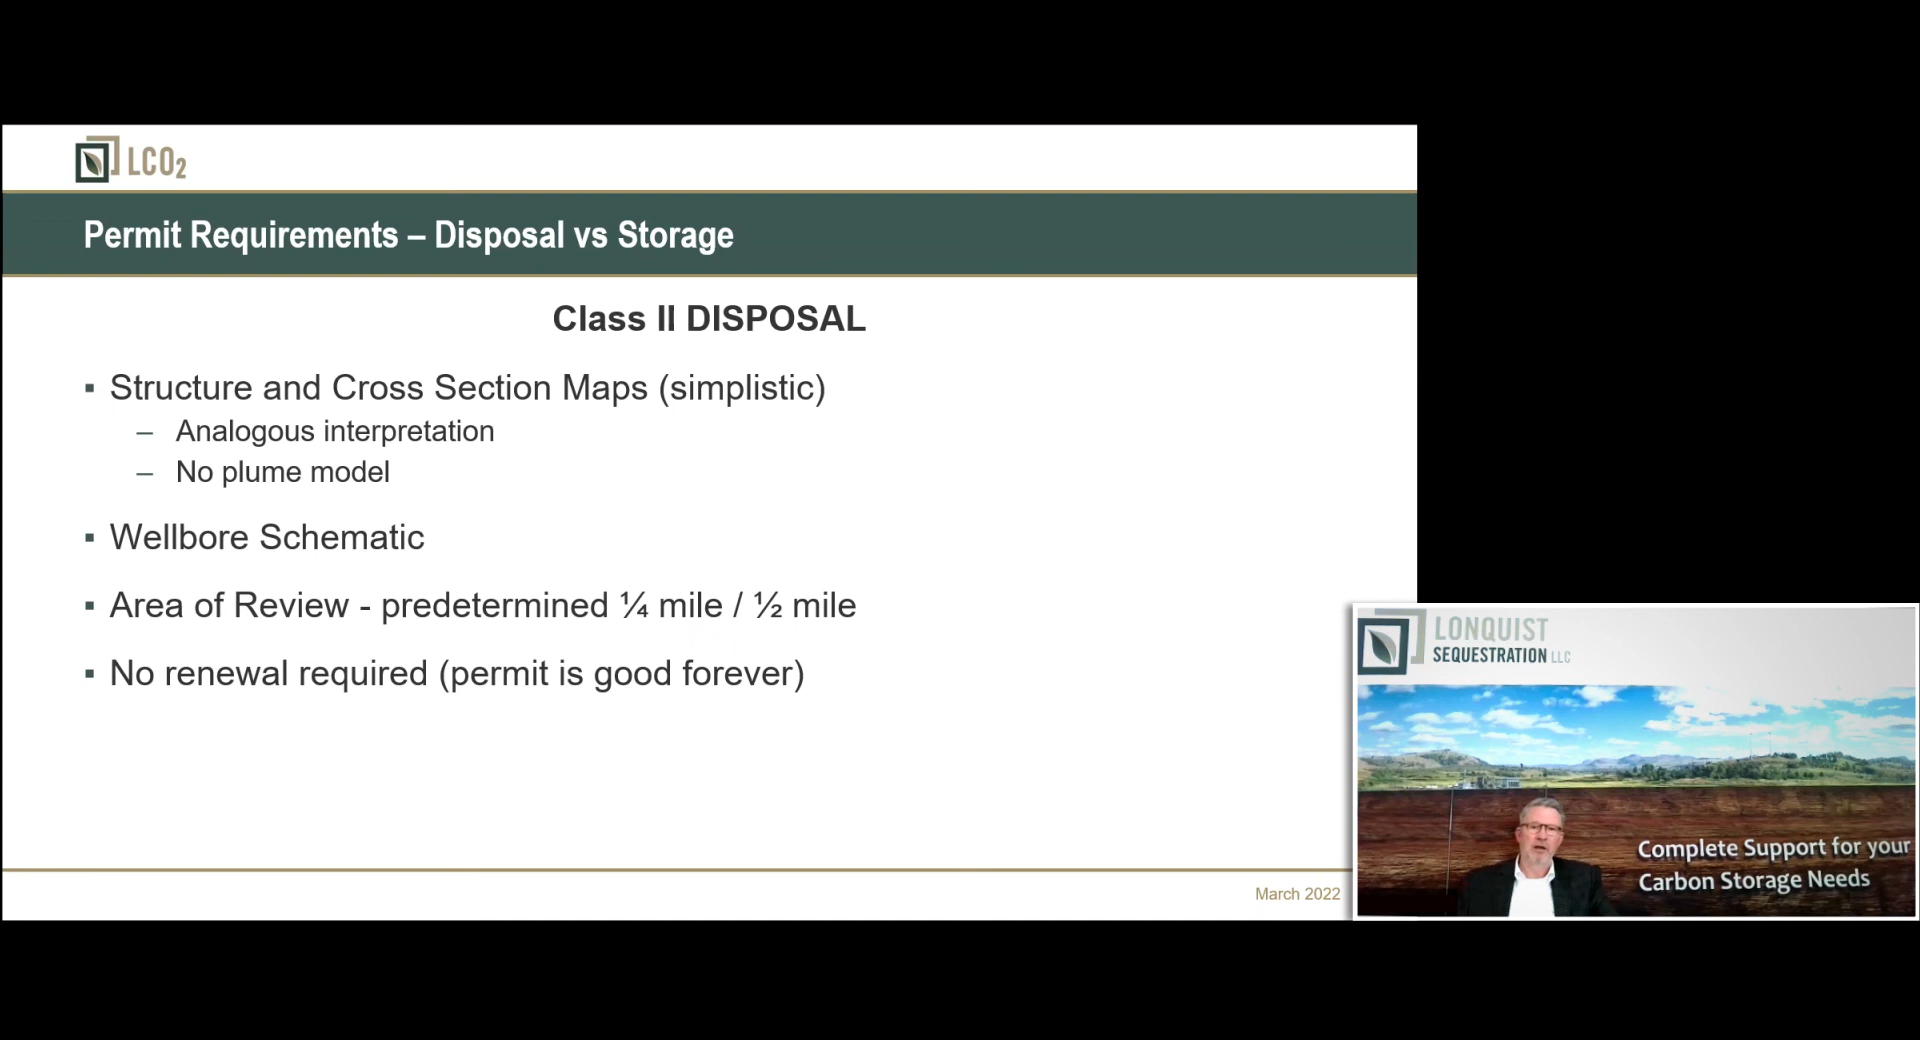 LCO2
Permit Requirements – Disposal vs Storage
Class II DISPOSAL
▪ Structure and Cross Section Maps (simplistic)
– Analogous interpretation
– No plume model
▪ Wellbore Schematic
▪ Area of Review - predetermined ¼ mile / ½ mile
▪ No renewal required (permit is good forever)
March 2022
LONQUIST
SEQUESTRATION LLC
Complete Support for your
Carbon Storage Needs